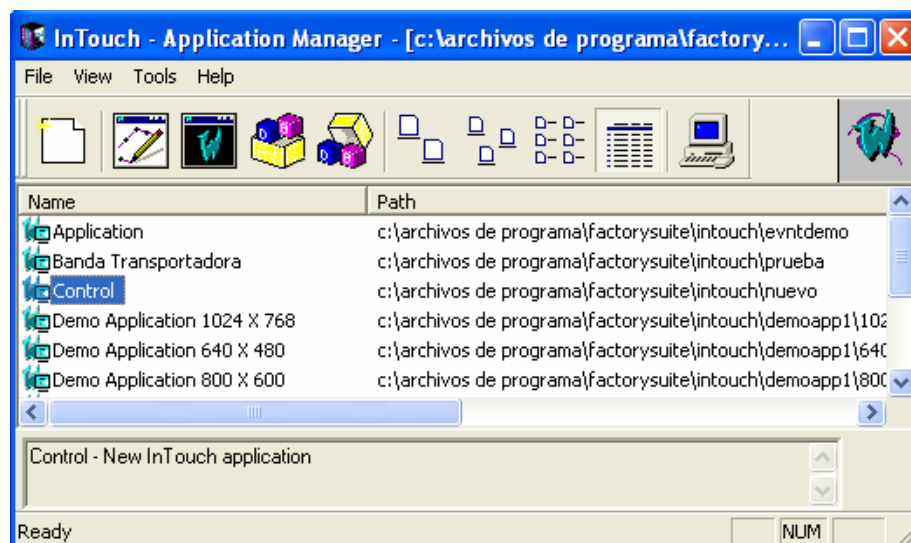 InTouch - Application Manager - [c:\archivos de programa\factory...
File View Tools Help
Name Path
Application c:\archivos de programa\factorysuite\intouch\evntdemo
Banda Transportadora c:\archivos de programa\factorysuite\intouch\prueba
Control c:\archivos de programa\factorysuite\intouch\nuevo
Demo Application 1024 X 768 c:\archivos de programa\factorysuite\intouch\demoapp1\102
Demo Application 640 X 480 c:\archivos de programa\factorysuite\intouch\demoapp1\640
Demo Application 800 X 600 c:\archivos de programa\factorysuite\intouch\demoapp1\800
Control - New InTouch application
Ready NUM